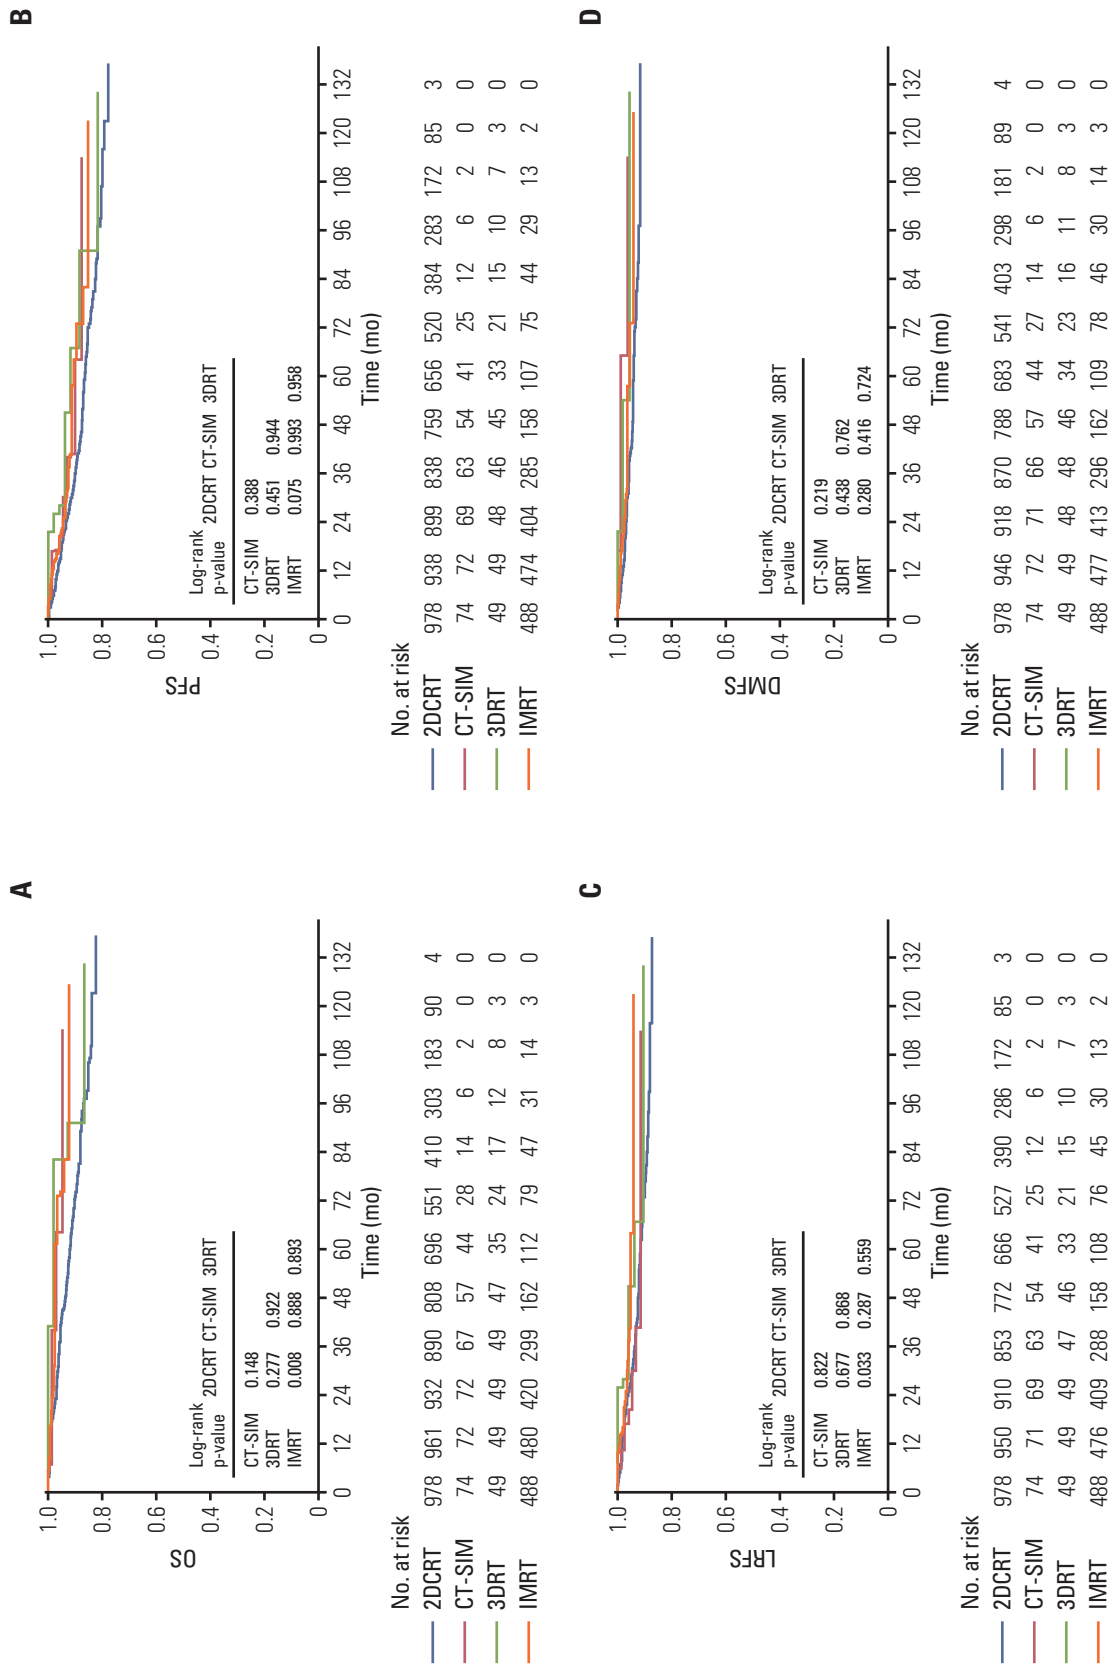 A
OS
1.0
0.8
0.6
0.4
0.2
0
0 12 24 36 48 60 72 84 96 108 120 132
Time (mo)
Log-rank p-value 2DCRT CT-SIM 3DRT
CT-SIM 0.148
3DRT 0.277 0.922
IMRT 0.008 0.888 0.893
No. at risk
2DCRT 978 961 932 890 808 696 551 410 303 183 90 4
CT-SIM 74 72 72 67 57 44 28 14 6 2 0 0
3DRT 49 49 49 49 47 35 24 17 12 8 3 0
IMRT 488 480 420 299 162 112 79 47 31 14 3 0
B
PFS
1.0
0.8
0.6
0.4
0.2
0
0 12 24 36 48 60 72 84 96 108 120 132
Time (mo)
Log-rank p-value 2DCRT CT-SIM 3DRT
CT-SIM 0.388
3DRT 0.451 0.944
IMRT 0.075 0.993 0.958
No. at risk
2DCRT 978 938 899 838 759 656 520 384 283 172 85 3
CT-SIM 74 72 69 63 54 41 25 12 6 2 0 0
3DRT 49 49 48 46 45 33 21 15 10 7 3 0
IMRT 488 474 404 285 158 107 75 44 29 13 2 0
C
LRFS
1.0
0.8
0.6
0.4
0.2
0
0 12 24 36 48 60 72 84 96 108 120 132
Time (mo)
Log-rank p-value 2DCRT CT-SIM 3DRT
CT-SIM 0.822
3DRT 0.677 0.868
IMRT 0.033 0.287 0.559
No. at risk
2DCRT 978 950 910 853 772 666 527 390 286 172 85 3
CT-SIM 74 71 69 63 54 41 25 12 6 2 0 0
3DRT 49 49 49 47 46 33 21 15 10 7 3 0
IMRT 488 476 409 288 158 108 76 45 30 13 2 0
D
DMFS
1.0
0.8
0.6
0.4
0.2
0
0 12 24 36 48 60 72 84 96 108 120 132
Time (mo)
Log-rank p-value 2DCRT CT-SIM 3DRT
CT-SIM 0.219
3DRT 0.438 0.762
IMRT 0.280 0.416 0.724
No. at risk
2DCRT 978 946 918 870 788 683 541 403 298 181 89 4
CT-SIM 74 72 71 66 57 44 27 14 6 2 0 0
3DRT 49 49 48 48 46 34 23 16 11 8 3 0
IMRT 488 477 413 296 162 109 78 46 30 14 3 0